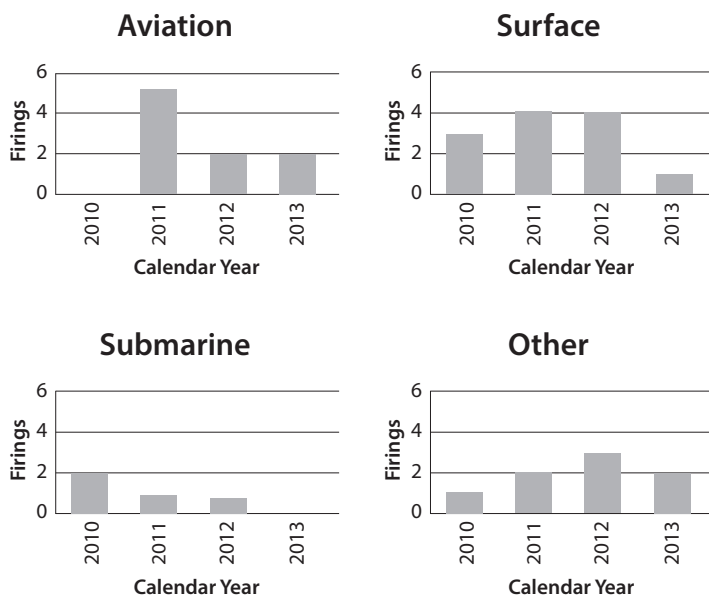 Aviation
Firings
6
4
2
0
2010
2011
2012
2013
Calendar Year
Surface
Firings
6
4
2
0
2010
2011
2012
2013
Calendar Year
Submarine
Firings
6
4
2
0
2010
2011
2012
2013
Calendar Year
Other
Firings
6
4
2
0
2010
2011
2012
2013
Calendar Year